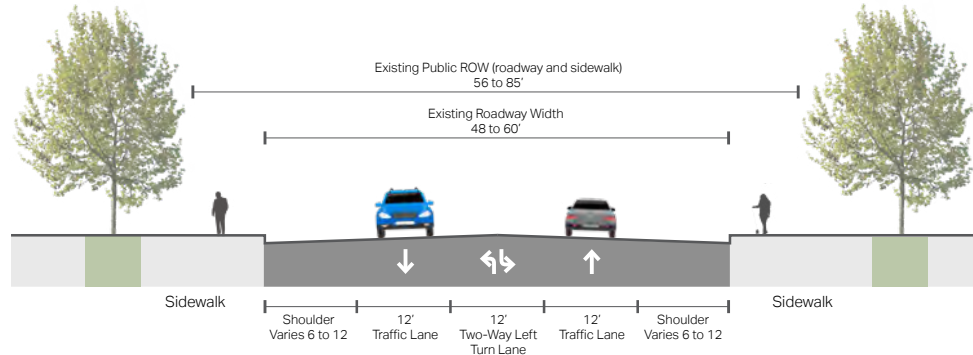 Existing Public ROW (roadway and sidewalk)
56 to 85'
Existing Roadway Width
48 to 60'
Sidewalk
Sidewalk
Shoulder
Varies 6 to 12
12'
Traffic Lane
12'
Two-Way Left
Turn Lane
12'
Traffic Lane
Shoulder
Varies 6 to 12